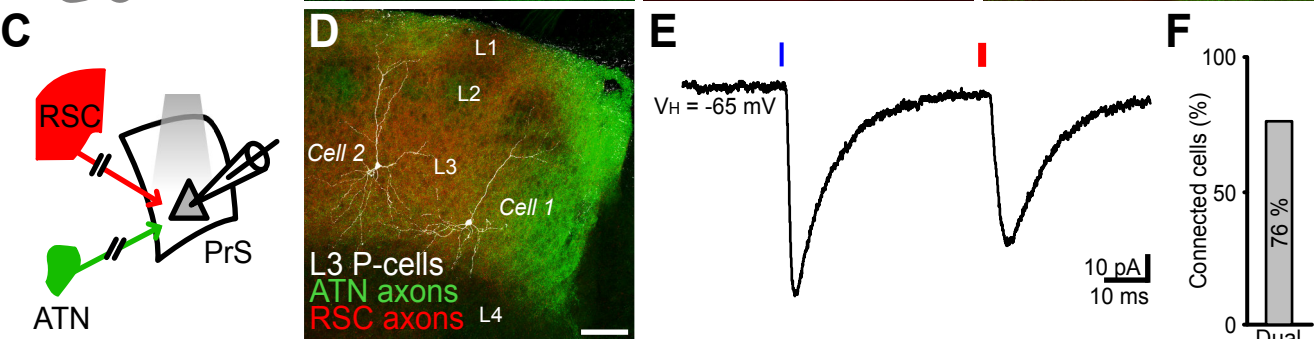 C
RSC
ATN
PrS
D
L1
L2
L3
Cell 2
Cell 1
L3 P-cells
ATN axons
RSC axons
L4
E
VH = -65 mV
10 pA
10 ms
F
Connected cells (%)
100
50
0
76 %
Dual